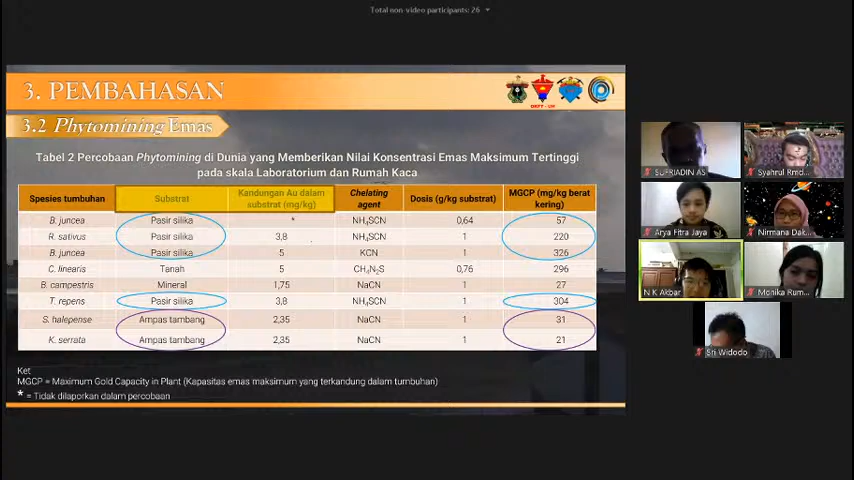 Total non-video participants: 26
3. PEMBAHASAN
3.2 Phytomining Emas
Tabel 2 Percobaan Phytomining di Dunia yang Memberikan Nilai Konsentrasi Emas Maksimum Tertinggi
pada skala Laboratorium dan Rumah Kaca
Spesies tumbuhan Substrat Kandungan Au dalam substrat (mg/kg) Chelating agent Dosis (g/kg substrat) MGCP (mg/kg berat kering)
B. juncea Pasir silika * NH₄SCN 0,64 57
R. sativus Pasir silika 3,8 NH₄SCN 1 220
B. juncea Pasir silika 5 KCN 1 326
C. linearis Tanah 5 CH₄N₂S 0,76 296
B. campestris Mineral 1,75 NaCN 1 27
T. repens Pasir silika 3,8 NH₄SCN 1 304
S. halepense Ampas tambang 2,35 NaCN 1 31
K. serrata Ampas tambang 2,35 NaCN 1 21
Ket
MGCP = Maximum Gold Capacity in Plant (Kapasitas emas maksimum yang terkandung dalam tumbuhan)
* = Tidak dilaporkan dalam percobaan
SUFRIADIN AS
Syahrul Rmd...
Arya Fitra Jaya
Nirmana Dak...
N K Akbar
Monika Rum...
Sri Widodo